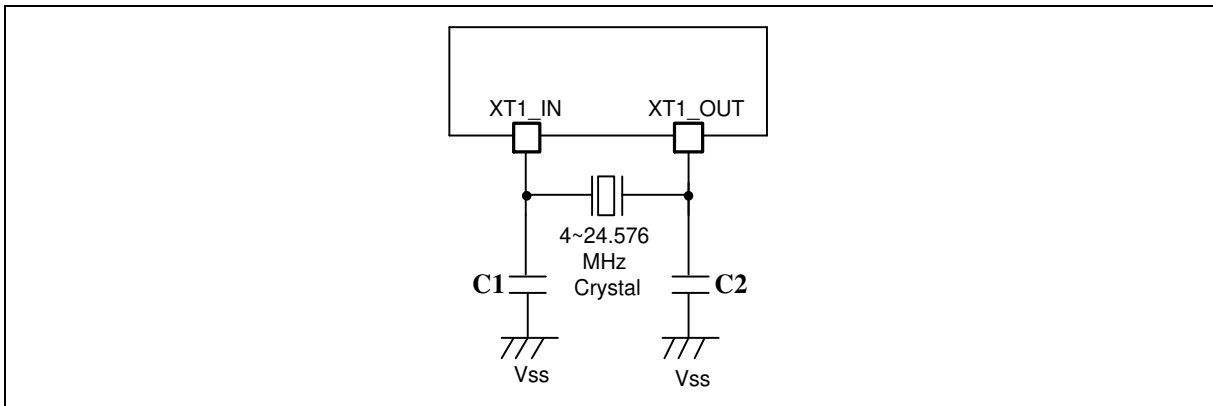 XT1_IN XT1_OUT
4~24.576
MHz
C1 Crystal C2
Vss Vss